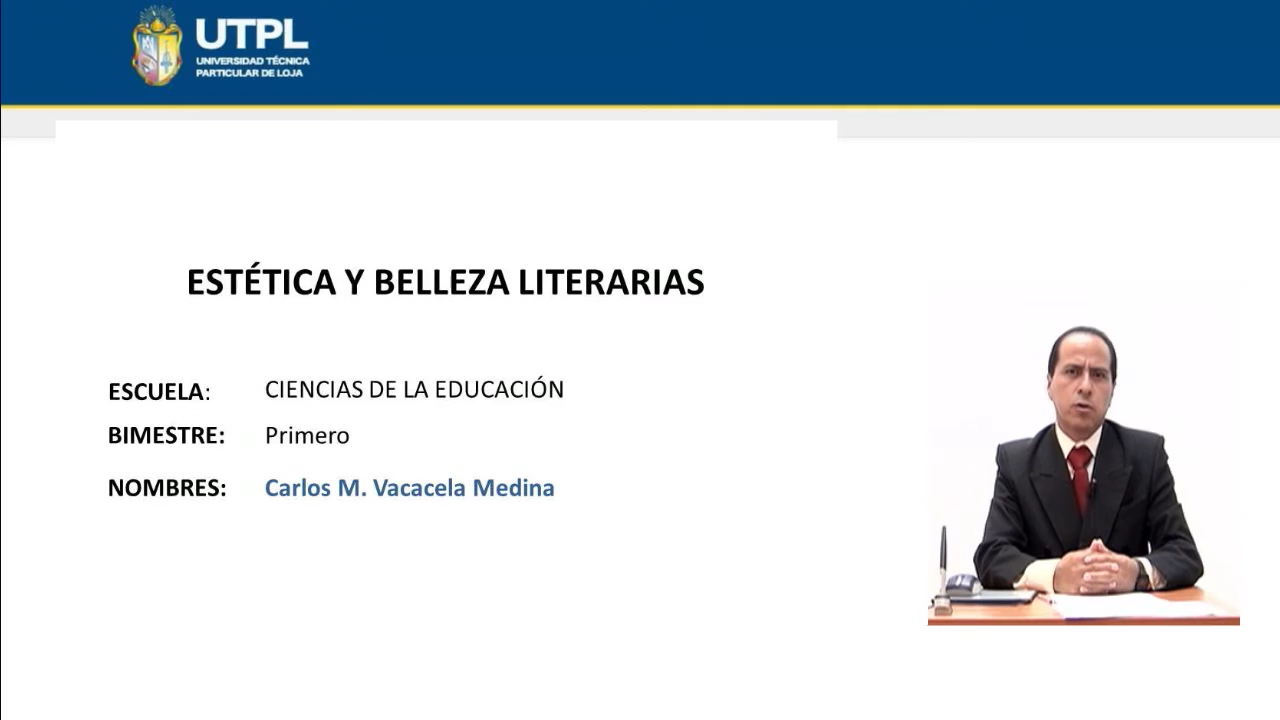 UTPL
UNIVERSIDAD TÉCNICA
PARTICULAR DE LOJA
ESTÉTICA Y BELLEZA LITERARIAS
ESCUELA: CIENCIAS DE LA EDUCACIÓN
BIMESTRE: Primero
NOMBRES: Carlos M. Vacacela Medina